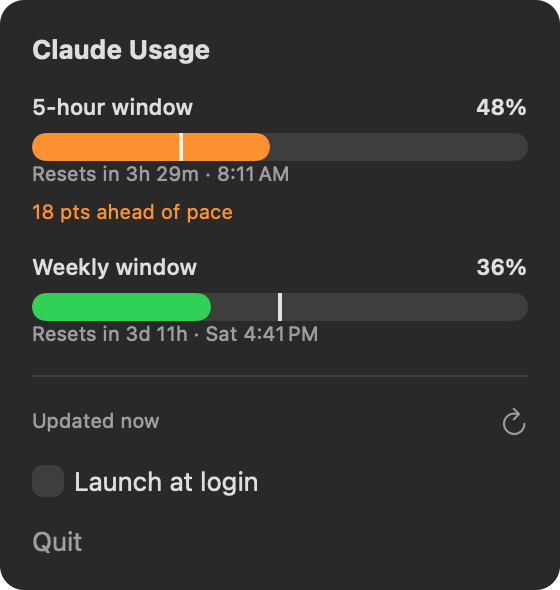 Claude Usage
5-hour window 48%
Resets in 3h 29m · 8:11 AM
18 pts ahead of pace
Weekly window 36%
Resets in 3d 11h · Sat 4:41 PM
Updated now
Launch at login
Quit